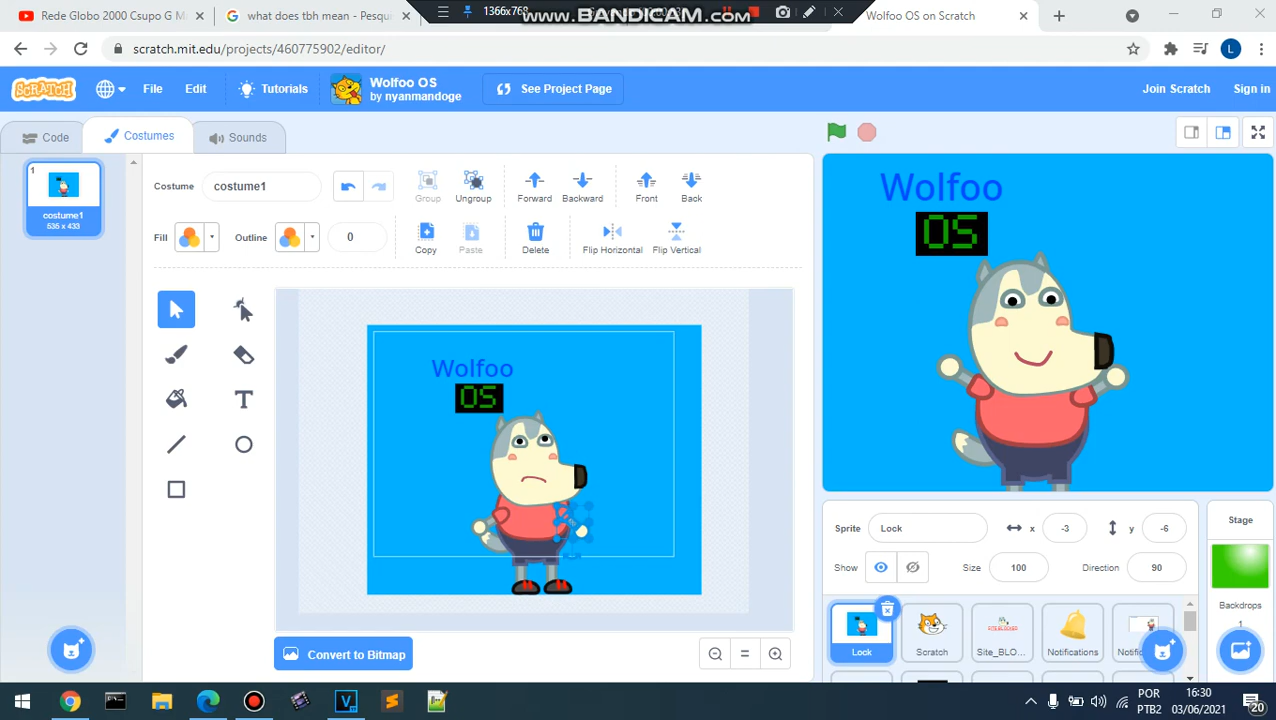 Rede Globo 2000 Csupo G M
what does tbh mean - Pesqu
1366x768
www.BANDICAM.com
Wolfoo OS on Scratch
scratch.mit.edu/projects/460775902/editor/
L
SCRATCH
File
Edit
Tutorials
Wolfoo OS
by nyanmandoge
See Project Page
Join Scratch
Sign in
Code
Costumes
Sounds
1
costume1
536 x 433
Costume
costume1
Group
Ungroup
Forward
Backward
Front
Back
Fill
Outline
0
Copy
Paste
Delete
Flip Horizontal
Flip Vertical
T
Wolfoo
OS
Wolfoo
OS
Convert to Bitmap
Sprite
Lock
x
-3
y
-6
Show
Size
100
Direction
90
Stage
Backdrops
1
Lock
Scratch
Site_BLO...
Notifications
POR
PTB2
16:30
03/06/2021
20